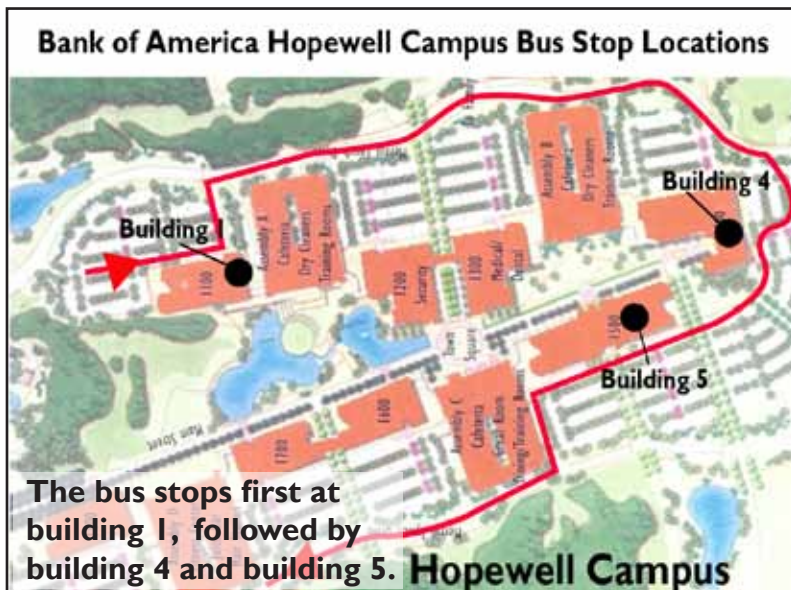 Bank of America Hopewell Campus Bus Stop Locations
Building 4
Building 1
Building 5
Assembly B
Cafeteria
Dry Cleaners
Training Rooms
Assembly
Cafeteria
Dry Cleaners
Training Rooms
1100
1200
Security
1300
Medical/
Dental
Town
Square
1500
Assembly C
Cafeteria
Great Room
Dining/Training Rooms
1600
1700
Main Street
The bus stops first at
building 1, followed by
building 4 and building 5.
Hopewell Campus